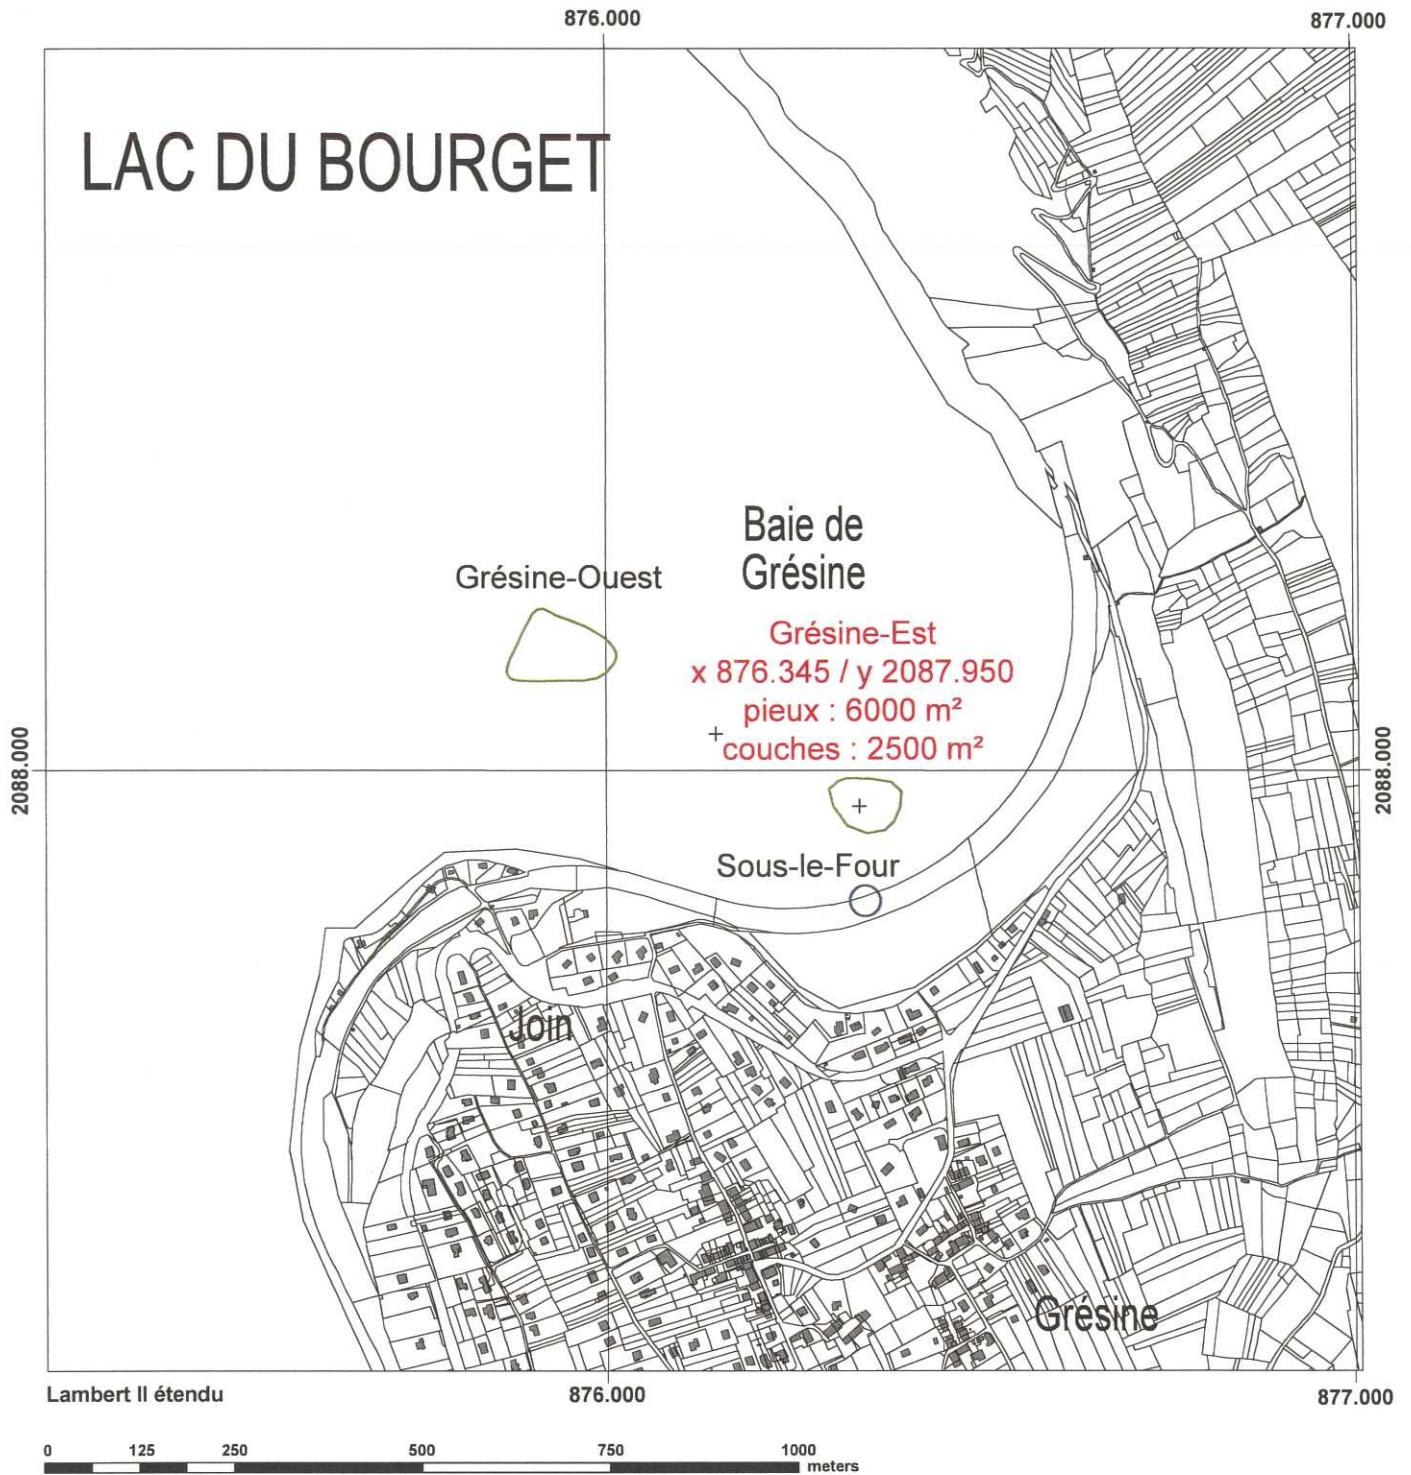 876.000
877.000
LAC DU BOURGET
Baie de
Grésine
Grésine-Ouest
Grésine-Est
x 876.345 / y 2087.950
pieux : 6000 m²
couches : 2500 m²
2088.000
2088.000
Sous-le-Four
Join
Grésine
Lambert II étendu
876.000
877.000
0 125 250 500 750 1000
meters